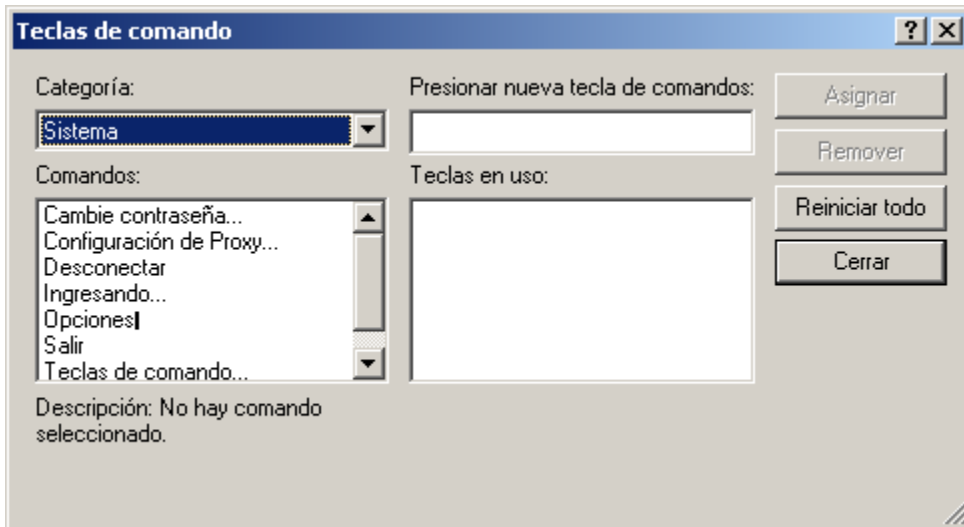 Teclas de comando
Categoría:
Sistema
Comandos:
Cambie contraseña...
Configuración de Proxy...
Desconectar
Ingresando...
Opciones
Salir
Teclas de comando...
Descripción: No hay comando
seleccionado.
Presionar nueva tecla de comandos:
Teclas en uso:
Asignar
Remover
Reiniciar todo
Cerrar